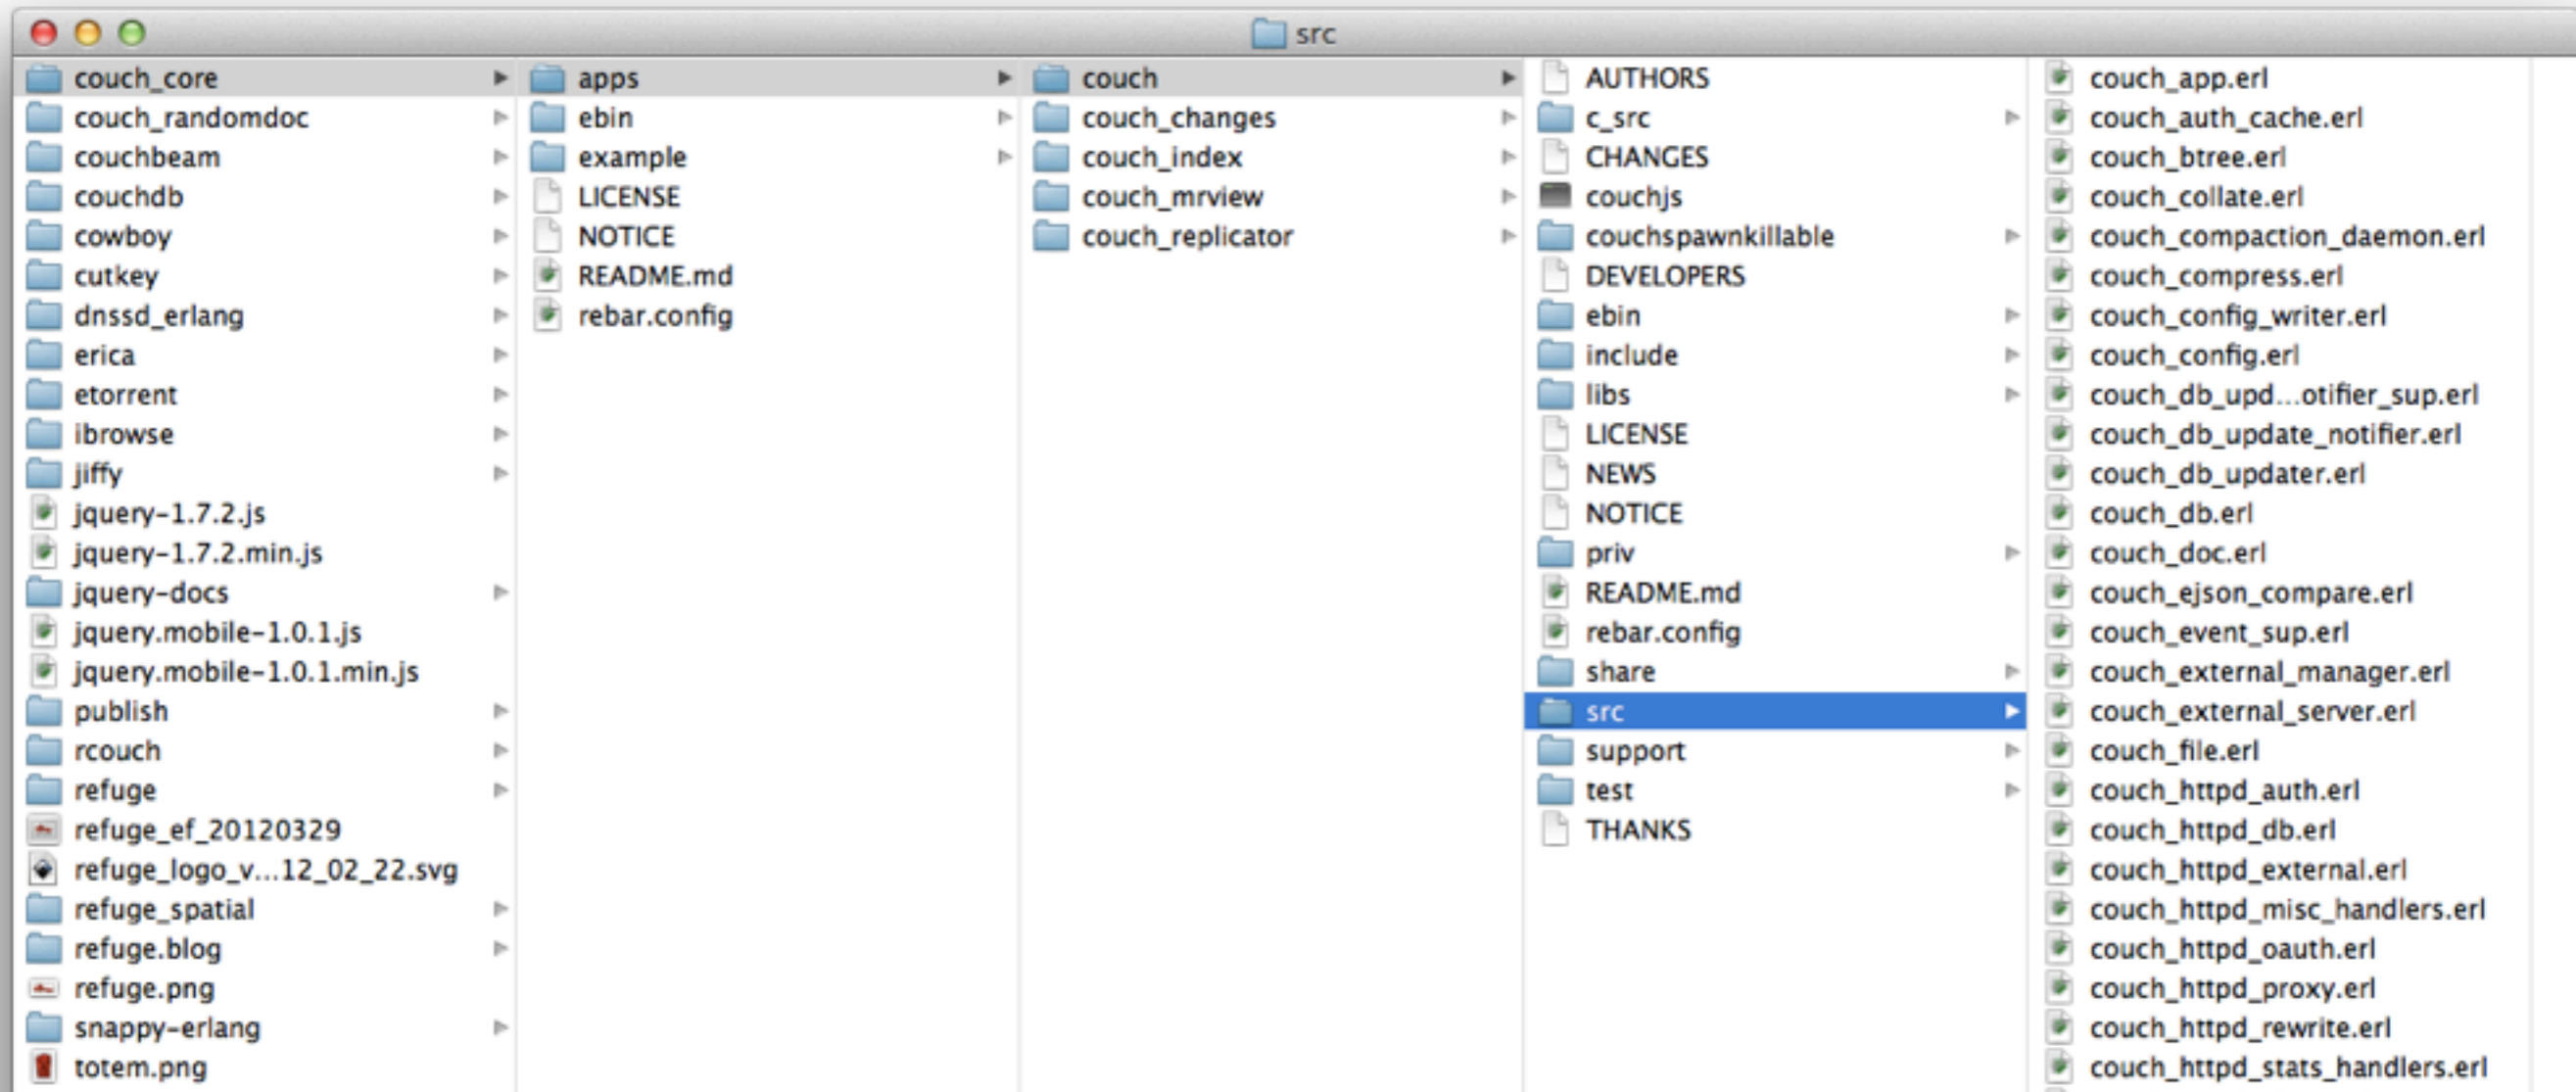 src
couch_core
couch_randomdoc
couchbeam
couchdb
cowboy
cutkey
dnssd_erlang
erica
etorrent
ibrowse
jiffy
jquery-1.7.2.js
jquery-1.7.2.min.js
jquery-docs
jquery.mobile-1.0.1.js
jquery.mobile-1.0.1.min.js
publish
rcouch
refuge
refuge_ef_20120329
refuge_logo_v...12_02_22.svg
refuge_spatial
refuge.blog
refuge.png
snappy-erlang
totem.png
apps
ebin
example
LICENSE
NOTICE
README.md
rebar.config
couch
couch_changes
couch_index
couch_mrview
couch_replicator
AUTHORS
c_src
CHANGES
couchjs
couchspawnkillable
DEVELOPERS
ebin
include
libs
LICENSE
NEWS
NOTICE
priv
README.md
rebar.config
share
src
support
test
THANKS
couch_app.erl
couch_auth_cache.erl
couch_btree.erl
couch_collate.erl
couch_compaction_daemon.erl
couch_compress.erl
couch_config_writer.erl
couch_config.erl
couch_db_upd...otifier_sup.erl
couch_db_update_notifier.erl
couch_db_updater.erl
couch_db.erl
couch_doc.erl
couch_ejson_compare.erl
couch_event_sup.erl
couch_external_manager.erl
couch_external_server.erl
couch_file.erl
couch_httpd_auth.erl
couch_httpd_db.erl
couch_httpd_external.erl
couch_httpd_misc_handlers.erl
couch_httpd_oauth.erl
couch_httpd_proxy.erl
couch_httpd_rewrite.erl
couch_httpd_stats_handlers.erl